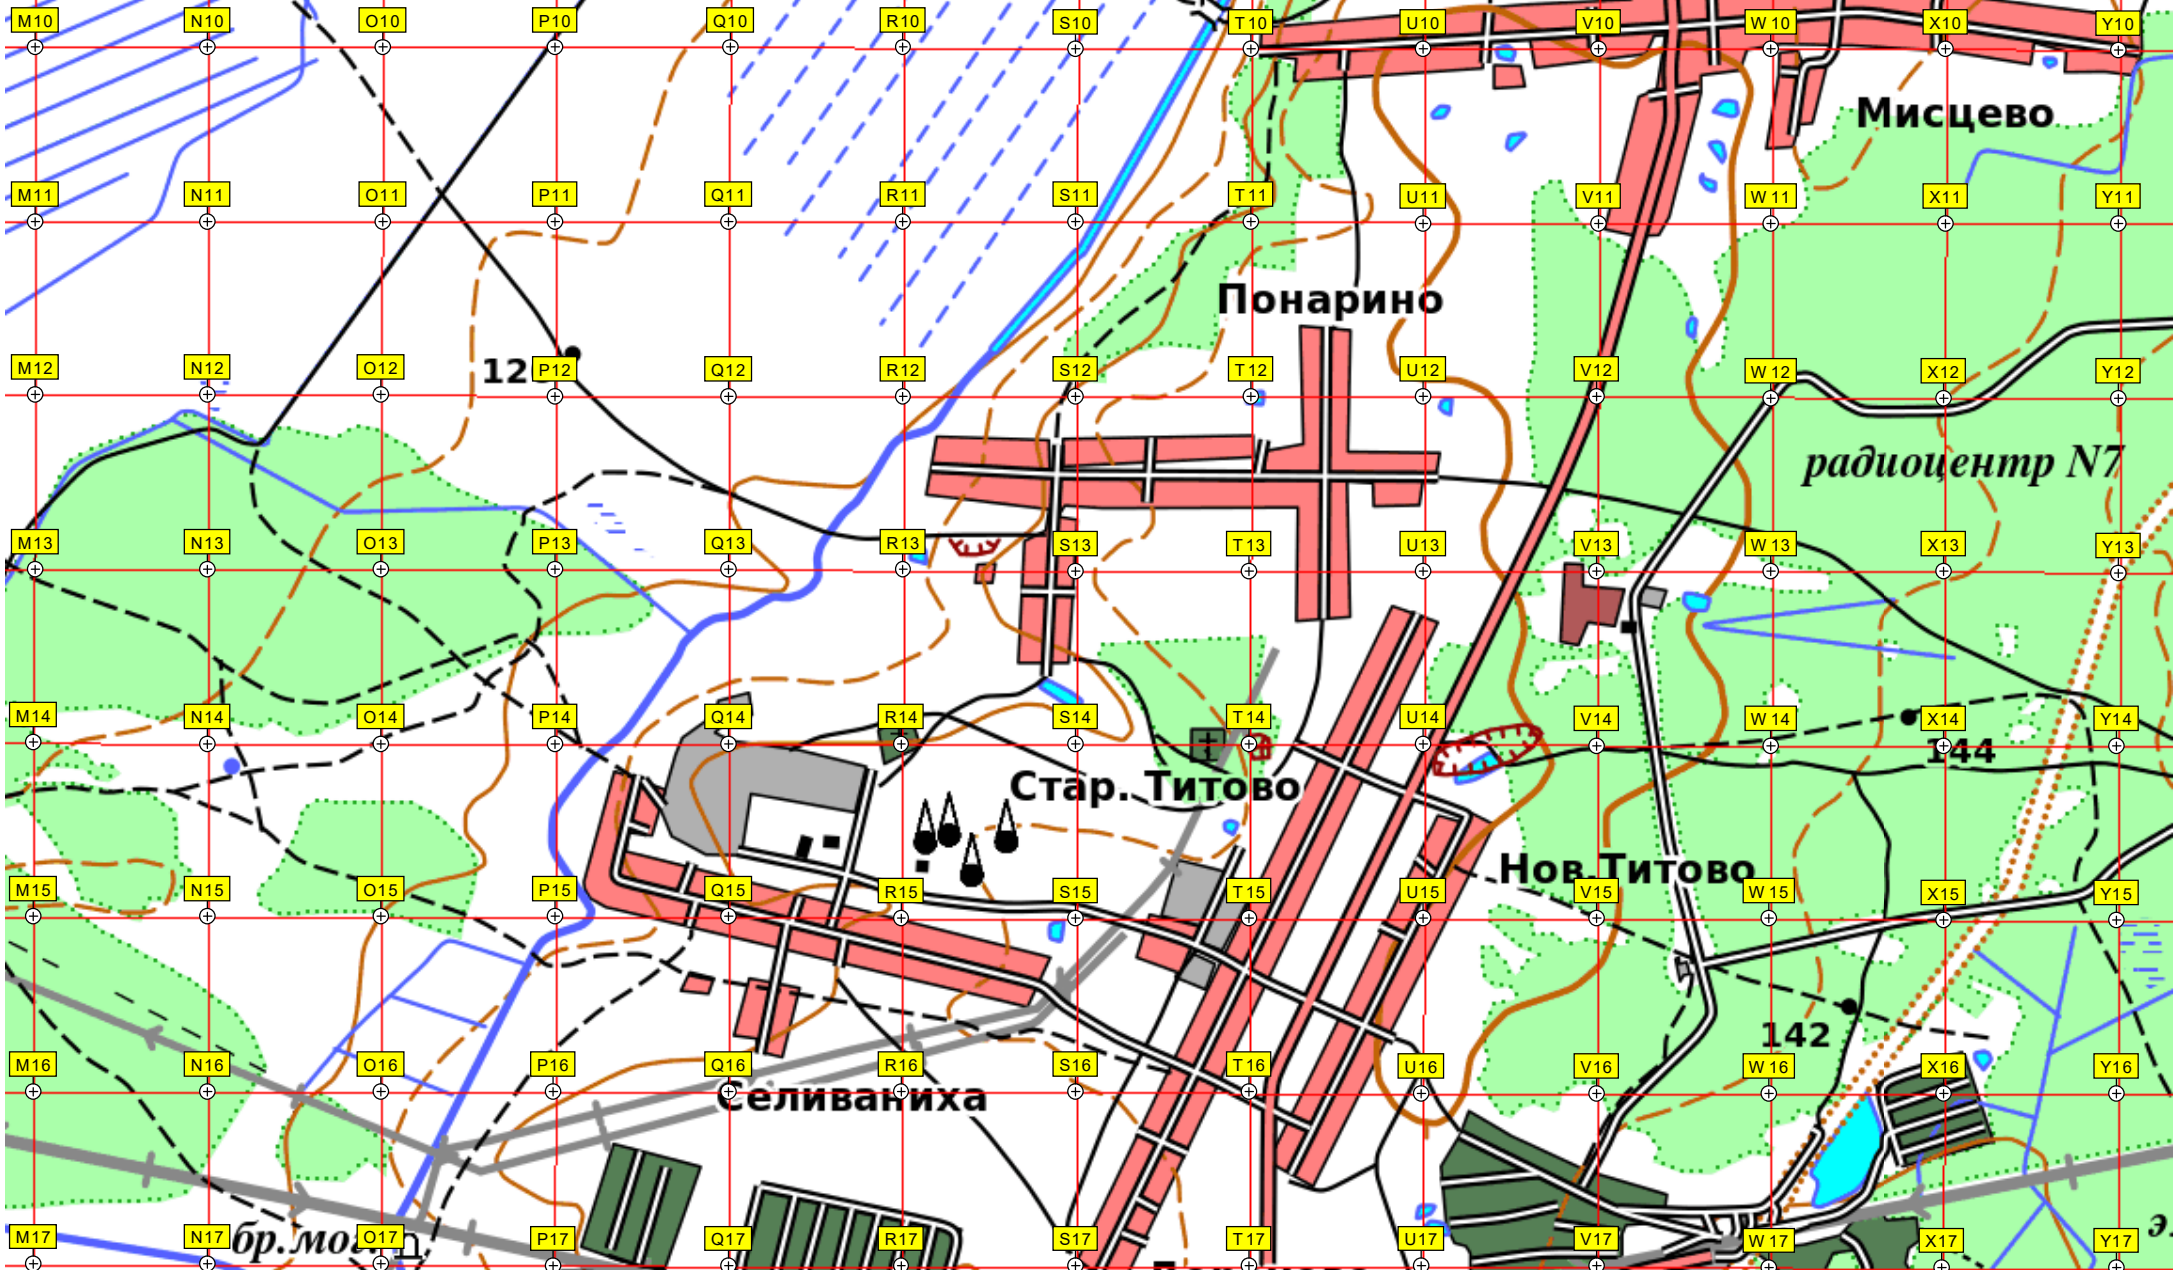 M10 N10 O10 P10 Q10 R10 S10 T10 U10 V10 W10 X10 Y10
Мисцево
M11 N11 O11 P11 Q11 R11 S11 T11 U11 V11 W11 X11 Y11
Понарино
M12 N12 O12 12 P12 Q12 R12 S12 T12 U12 V12 W12 X12 Y12
радиоцентр N7
M13 N13 O13 P13 Q13 R13 S13 T13 U13 V13 W13 X13 Y13
M14 N14 O14 P14 Q14 R14 S14 T14 U14 V14 W14 X14 Y14
144
Стар. Титово
Нов.Титово
M15 N15 O15 P15 Q15 R15 S15 T15 U15 V15 W15 X15 Y15
142
M16 N16 O16 P16 Q16 R16 S16 T16 U16 V16 W16 X16 Y16
Селиваниха
M17 N17 O17 P17 Q17 R17 S17 T17 U17 V17 W17 X17 Y17
бр.мог.
э